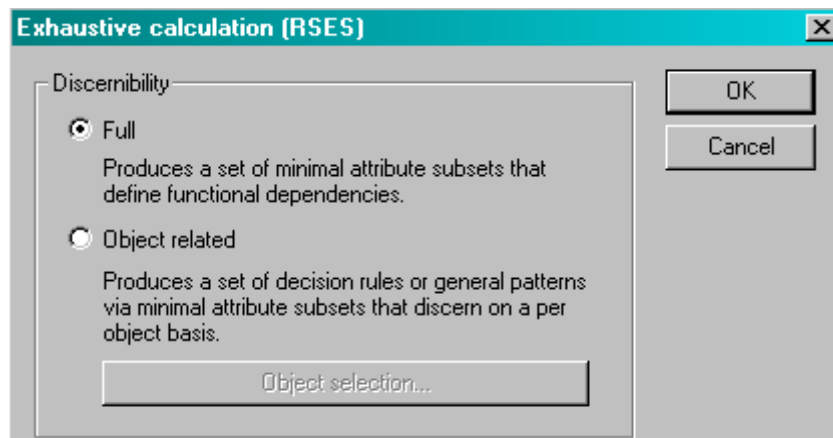 Exhaustive calculation (RSES)
Discernibility
OK
Full
Cancel
Produces a set of minimal attribute subsets that
define functional dependencies.
Object related
Produces a set of decision rules or general patterns
via minimal attribute subsets that discern on a per
object basis.
Object selection...